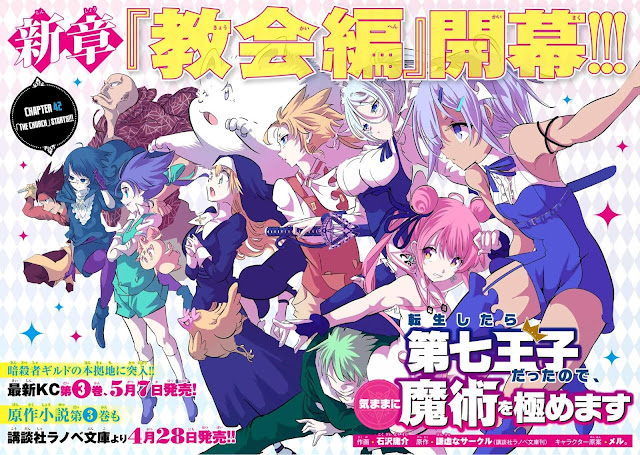 新章『教会編』開幕!!!
CHAPTER 42
「THE CHURCH」 STARTS!!!
暗殺者ギルドの本拠地に突入!!
最新KC第3巻、5月7日発売!
原作小説第3巻も
講談社ラノベ文庫より4月28日発売!!
転生したら
第七王子
だったので、
気ままに
魔術を極めます
作画・石沢庸介 原作・謙虚なサークル(講談社ラノベ文庫刊) キャラクター原案・メル。